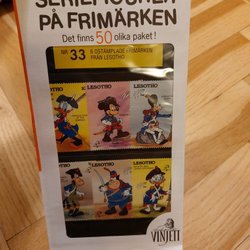 SERIEFIGURER
PÅ FRIMÄRKEN
Det finns 50 olika paket!
NR 33
6 OSTÄMPLADE FRIMÄRKEN
FRÅN LESOTHO
LESOTHO
LESOTHO
LESOTHO
LESOTHO
VINJETT